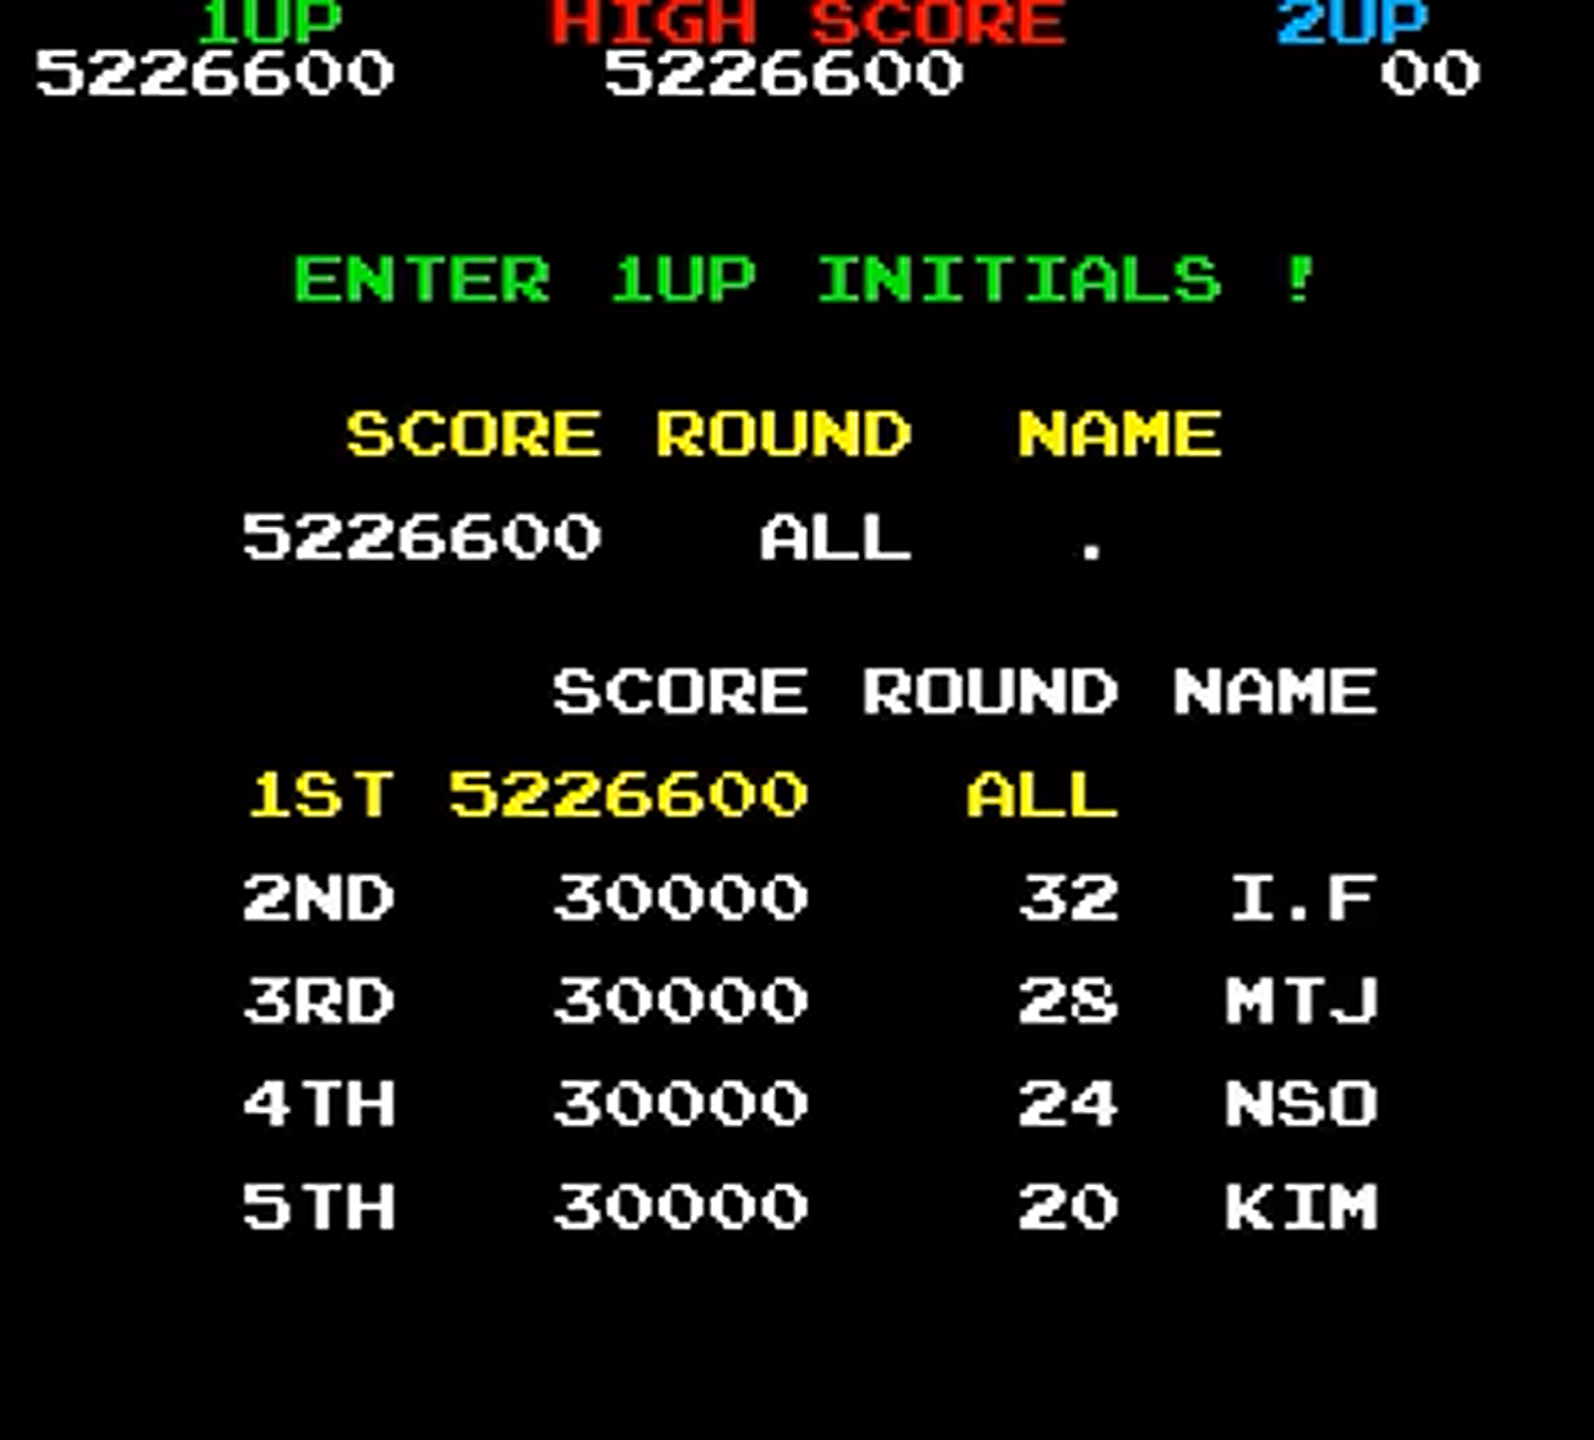 1UP HIGH SCORE 2UP
5226600 5226600 00
ENTER 1UP INITIALS !
SCORE ROUND NAME
5226600 ALL .
SCORE ROUND NAME
1ST 5226600 ALL
2ND 30000 32 I.F
3RD 30000 28 MTJ
4TH 30000 24 NSO
5TH 30000 20 KIM